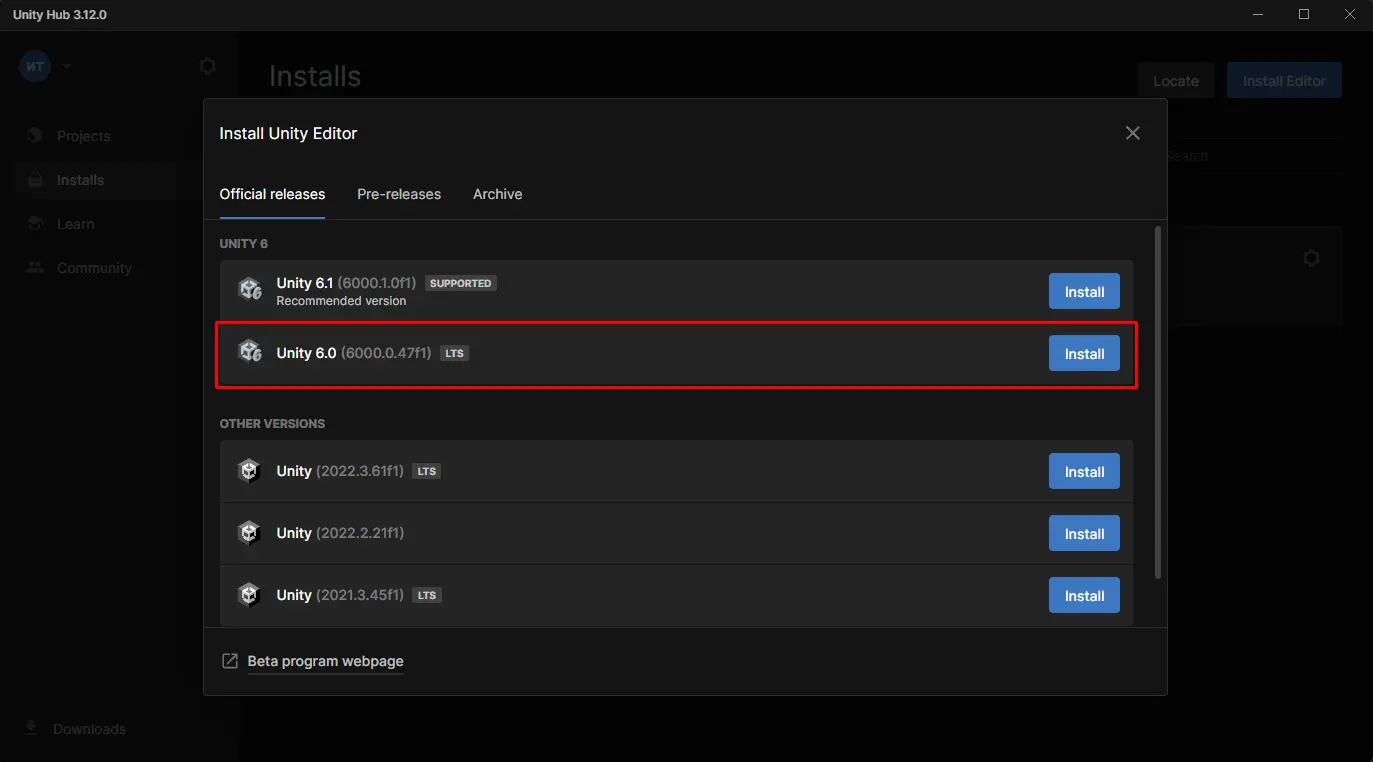 Unity Hub 3.12.0
ИТ
Installs
Locate
Install Editor
Projects
Installs
Learn
Community
Downloads
Search
Install Unity Editor
Official releases
Pre-releases
Archive
UNITY 6
Unity 6.1 (6000.1.0f1) SUPPORTED
Recommended version
Install
Unity 6.0 (6000.0.47f1) LTS
Install
OTHER VERSIONS
Unity (2022.3.61f1) LTS
Install
Unity (2022.2.21f1)
Install
Unity (2021.3.45f1) LTS
Install
Beta program webpage